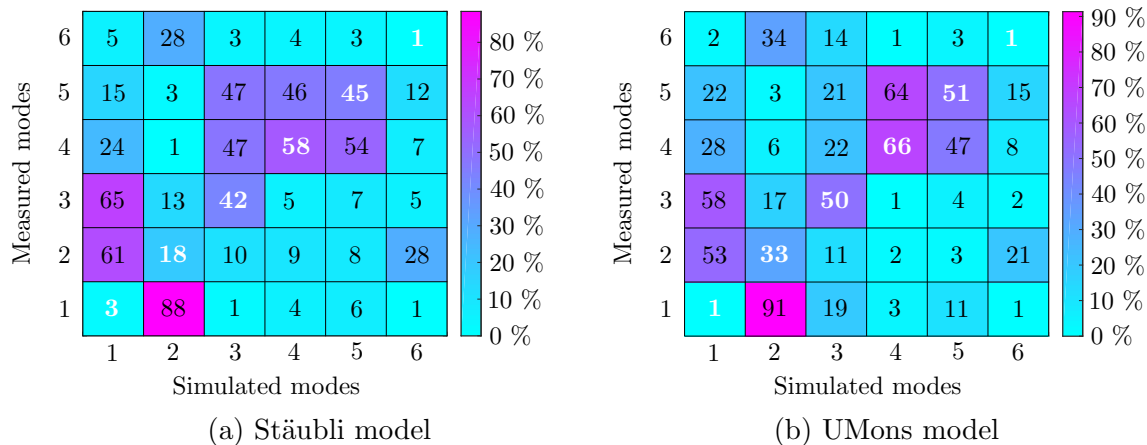 Measured modes
6 5 28 3 4 3 1
5 15 3 47 46 45 12
4 24 1 47 58 54 7
3 65 13 42 5 7 5
2 61 18 10 9 8 28
1 3 88 1 4 6 1
1 2 3 4 5 6
Simulated modes
80 %
70 %
60 %
50 %
40 %
30 %
20 %
10 %
0 %
(a) Stäubli model
Measured modes
6 2 34 14 1 3 1
5 22 3 21 64 51 15
4 28 6 22 66 47 8
3 58 17 50 1 4 2
2 53 33 11 2 3 21
1 1 91 19 3 11 1
1 2 3 4 5 6
Simulated modes
90 %
80 %
70 %
60 %
50 %
40 %
30 %
20 %
10 %
0 %
(b) UMons model